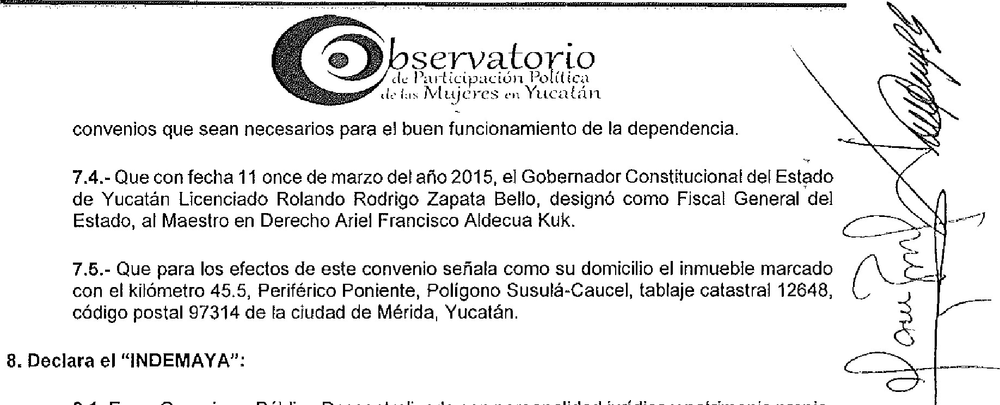 Observatorio
de Participación Política
de las Mujeres en Yucatán
convenios que sean necesarios para el buen funcionamiento de la dependencia.
7.4.- Que con fecha 11 once de marzo del año 2015, el Gobernador Constitucional del Estado
de Yucatán Licenciado Rolando Rodrigo Zapata Bello, designó como Fiscal General del
Estado, al Maestro en Derecho Ariel Francisco Aldecua Kuk.
7.5.- Que para los efectos de este convenio señala como su domicilio el inmueble marcado
con el kilómetro 45.5, Periférico Poniente, Polígono Susulá-Caucel, tablaje catastral 12648,
código postal 97314 de la ciudad de Mérida, Yucatán.
8. Declara el “INDEMAYA”: